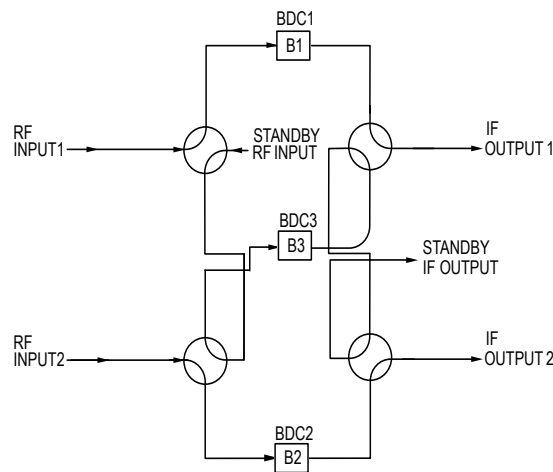 BDC1
B1
RF
INPUT1
STANDBY
RF INPUT
IF
OUTPUT 1
BDC3
B3
STANDBY
IF OUTPUT
RF
INPUT2
IF
OUTPUT 2
BDC2
B2